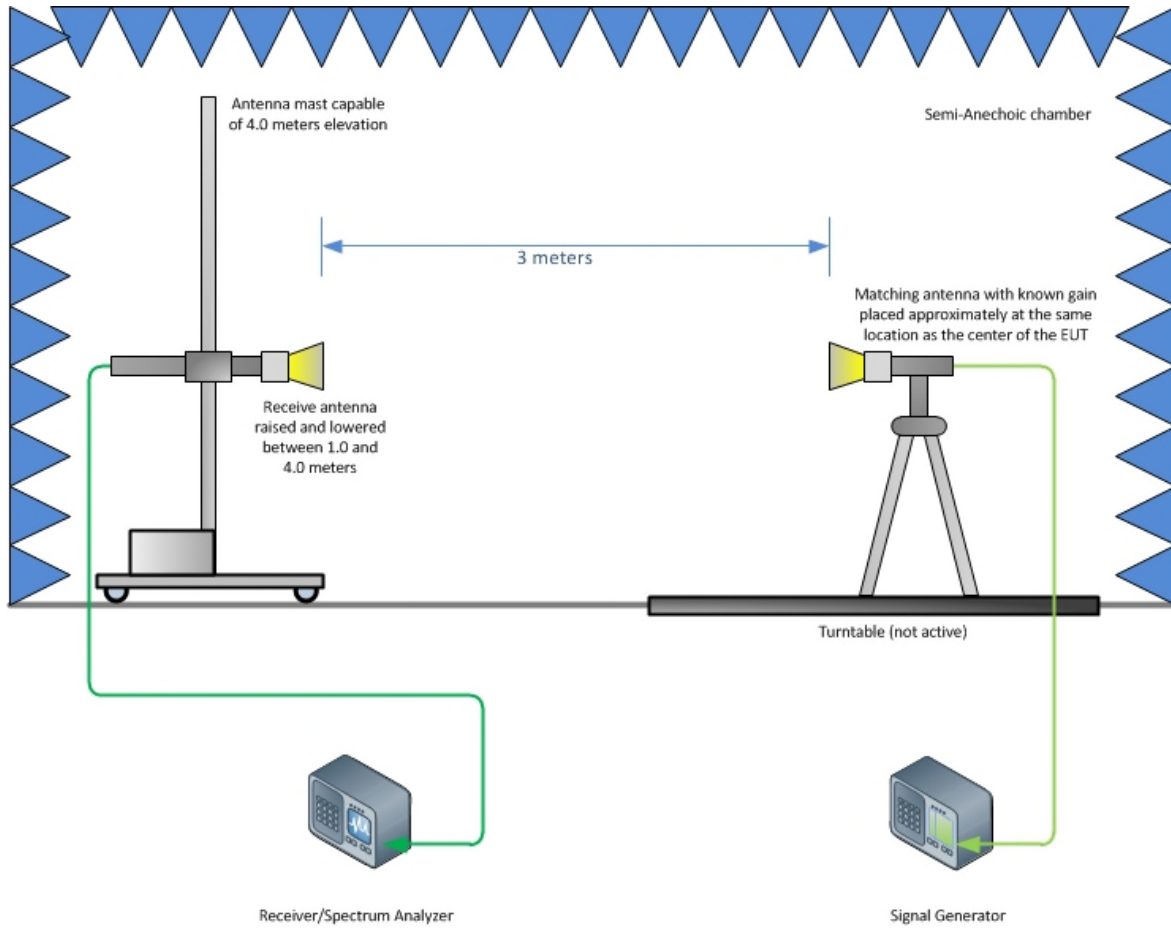 Antenna mast capable
of 4.0 meters elevation
Semi-Anechoic chamber
3 meters
Matching antenna with known gain
placed approximately at the same
location as the center of the EUT
Receive antenna
raised and lowered
between 1.0 and
4.0 meters
Turntable (not active)
Receiver/Spectrum Analyzer
Signal Generator